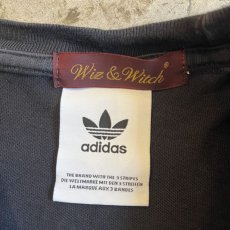 Wiz & Witch®
adidas
THE BRAND WITH THE 3 STRIPES
DIE WELTMARKE MIT DEN 3 STREIFEN
LA MARQUE AUX 3 BANDES